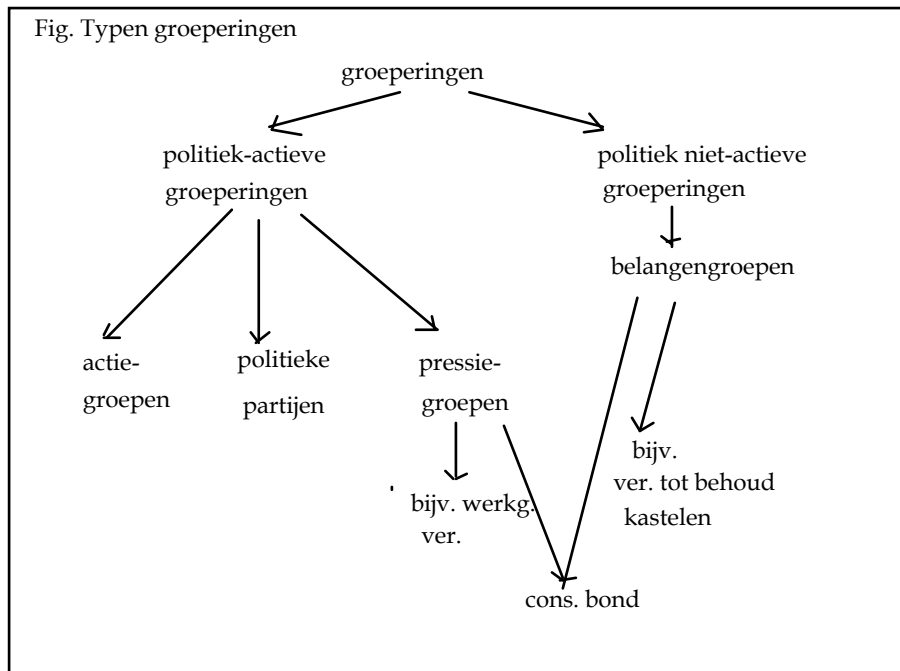 Fig. Typen groeperingen
groeperingen
politiek-actieve
groeperingen
politiek niet-actieve
groeperingen
belangengroepen
actie-
groepen
politieke
partijen
pressie-
groepen
bijv.
ver. tot behoud
kastelen
bijv. werkg.
ver.
cons. bond